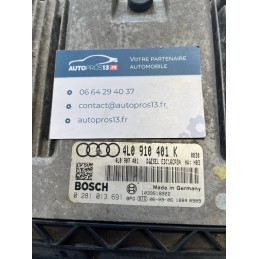 AUTOPROS13.FR
VOTRE PARTENAIRE
AUTOMOBILE
06 64 29 40 37
contact@autopros13.fr
autopros13.fr
4L0 910 401 K
4L0 907 401
BOSCH
Made in Germany
0 281 013 691